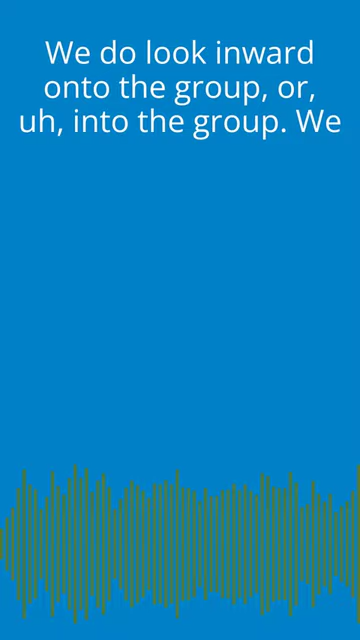 We do look inward
onto the group, or,
uh, into the group. We